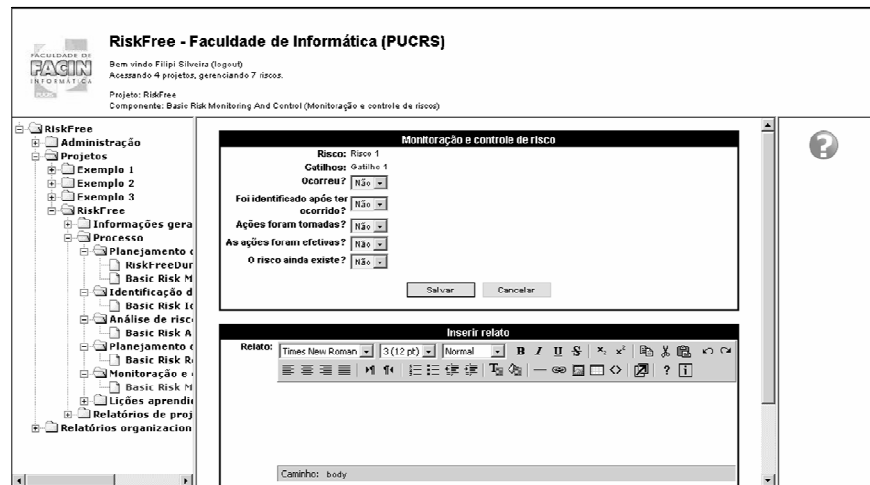 RiskFree - Faculdade de Informática (PUCRS)
FACULDADE DE
FACIN
INFORMÁTICA
PUCRS
Bem vindo Filipi Silveira (logout)
Acessando 4 projetos, gerenciando 7 riscos.
Projeto: RiskFree
Componente: Basic Risk Monitoring And Control (Monitoração e controle de riscos)
RiskFree
Administração
Projetos
Exemplo 1
Exemplo 2
Exemplo 3
RiskFree
Informações gera
Processo
Planejamento d
RiskFreeDur
Basic Risk M
Identificação d
Basic Risk Id
Análise de risc
Basic Risk A
Planejamento d
Basic Risk R
Monitoração e
Basic Risk M
Lições aprendi
Relatórios de proj
Relatórios organizacion
Monitoração e controle de risco
Risco: Risco 1
Gatilhos: Gatilho 1
Ocorreu? Não
Foi identificado após ter
ocorrido? Não
Ações foram tomadas? Não
As ações foram efetivas? Não
O risco ainda existe? Não
Salvar Cancelar
Inserir relato
Relato: Times New Roman 3 (12 pt) Normal
Caminho: body